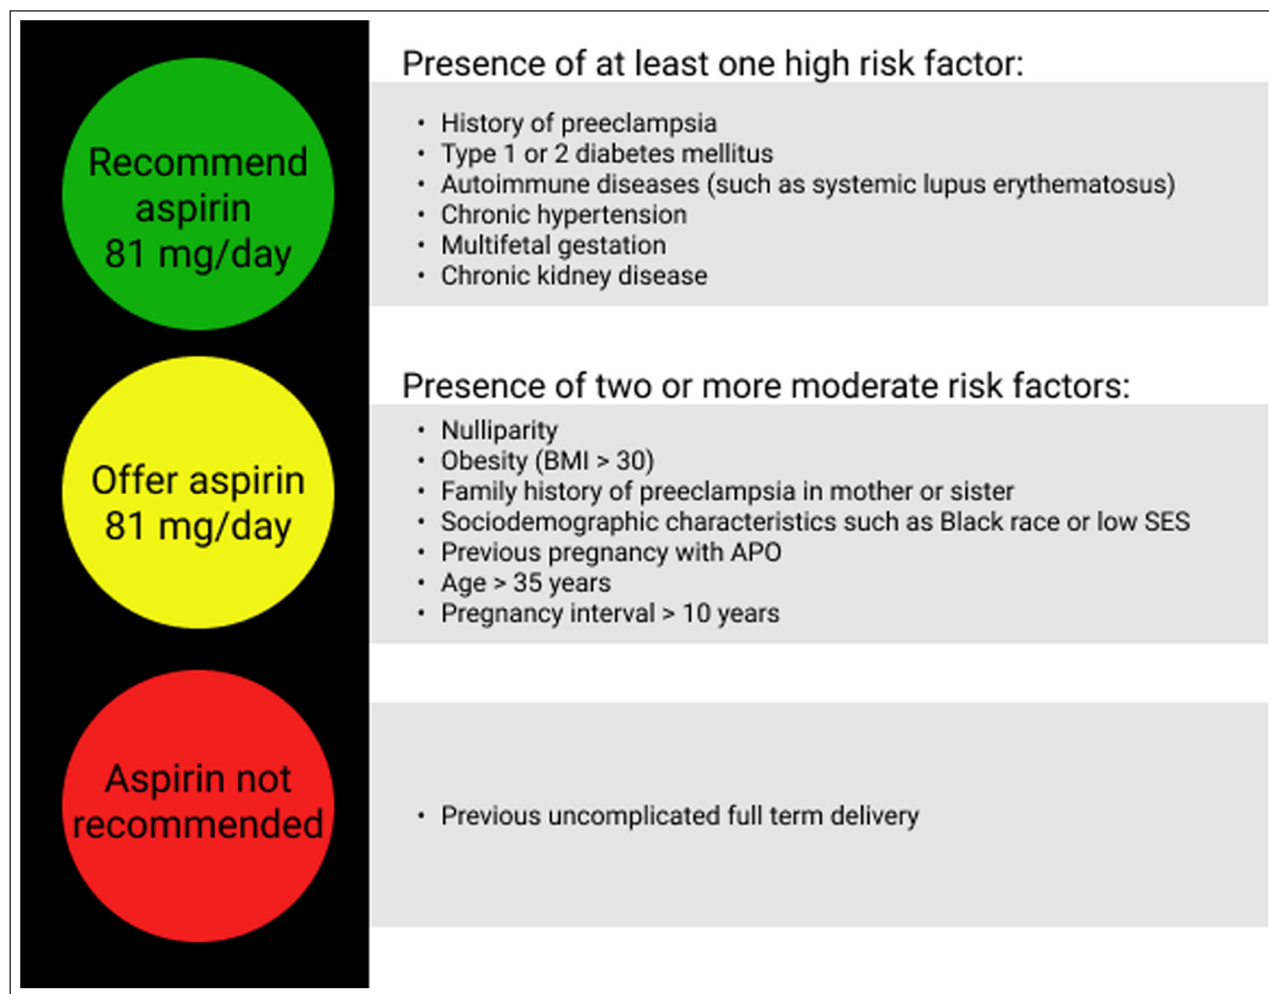 Recommend
aspirin
81 mg/day
Presence of at least one high risk factor:
• History of preeclampsia
• Type 1 or 2 diabetes mellitus
• Autoimmune diseases (such as systemic lupus erythematosus)
• Chronic hypertension
• Multifetal gestation
• Chronic kidney disease
Offer aspirin
81 mg/day
Presence of two or more moderate risk factors:
• Nulliparity
• Obesity (BMI > 30)
• Family history of preeclampsia in mother or sister
• Sociodemographic characteristics such as Black race or low SES
• Previous pregnancy with APO
• Age > 35 years
• Pregnancy interval > 10 years
Aspirin not
recommended
• Previous uncomplicated full term delivery